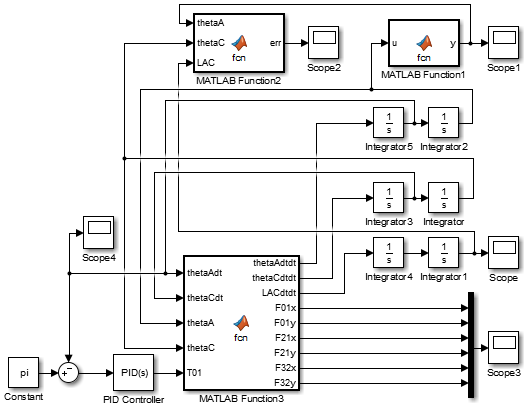 thetaA
thetaC
LAC
fcn
err
MATLAB Function2
Scope2
u
fcn
y
MATLAB Function1
Scope1
1
s
Integrator5
1
s
Integrator2
1
s
Integrator3
1
s
Integrator
1
s
Integrator4
1
s
Integrator1
Scope
Scope4
thetaAdt
thetaCdt
thetaA
thetaC
T01
fcn
thetaAdtdt
thetaCdtdt
LACdtdt
F01x
F01y
F21x
F21y
F32x
F32y
MATLAB Function3
Scope3
pi
Constant
+
−
PID(s)
PID Controller